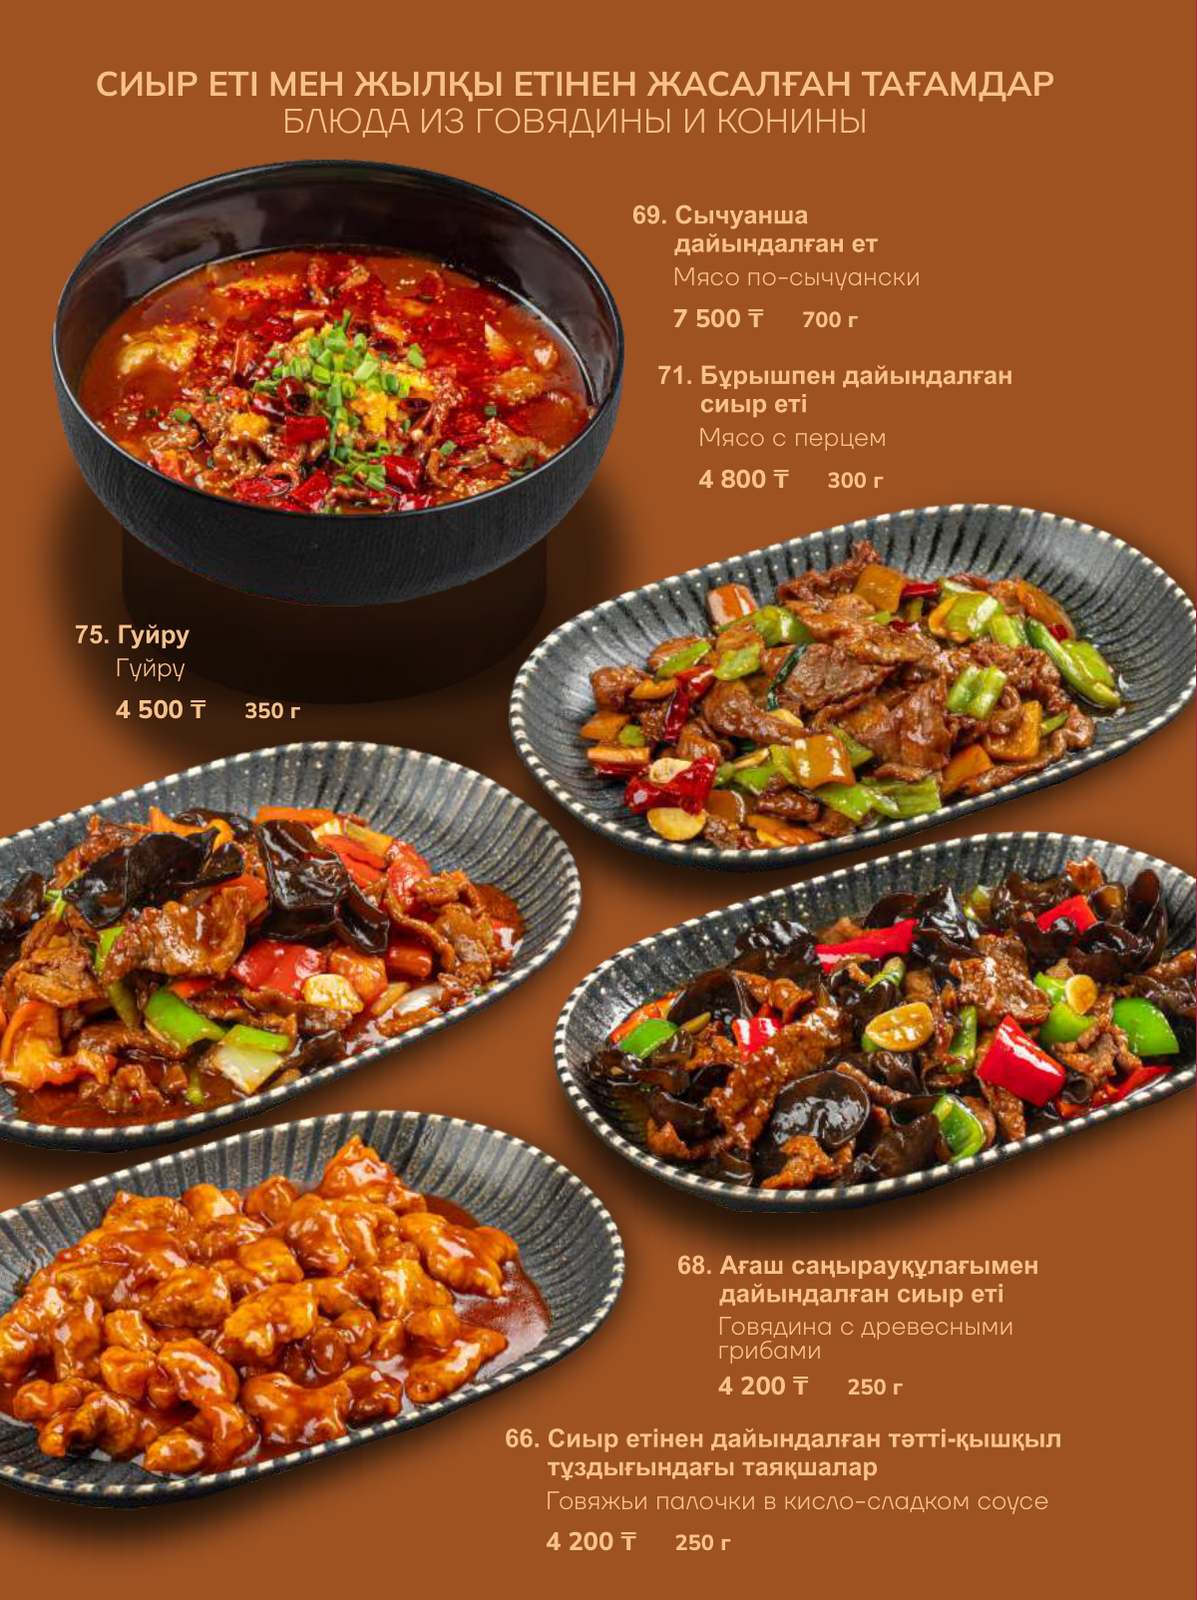 СИЫР ЕТІ МЕН ЖЫЛҚЫ ЕТІНЕН ЖАСАЛҒАН ТАҒАМДАР
БЛЮДА ИЗ ГОВЯДИНЫ И КОНИНЫ
69. Сычуанша
дайындалған ет
Мясо по-сычуански
7 500 ₸ 700 г
71. Бұрышпен дайындалған
сиыр еті
Мясо с перцем
4 800 ₸ 300 г
75. Гуйру
Гуйру
4 500 ₸ 350 г
68. Ағаш саңырауқұлағымен
дайындалған сиыр еті
Говядина с древесными
грибами
4 200 ₸ 250 г
66. Сиыр етінен дайындалған тәтті-қышқыл
тұздығындағы таяқшалар
Говяжьи палочки в кисло-сладком соусе
4 200 ₸ 250 г